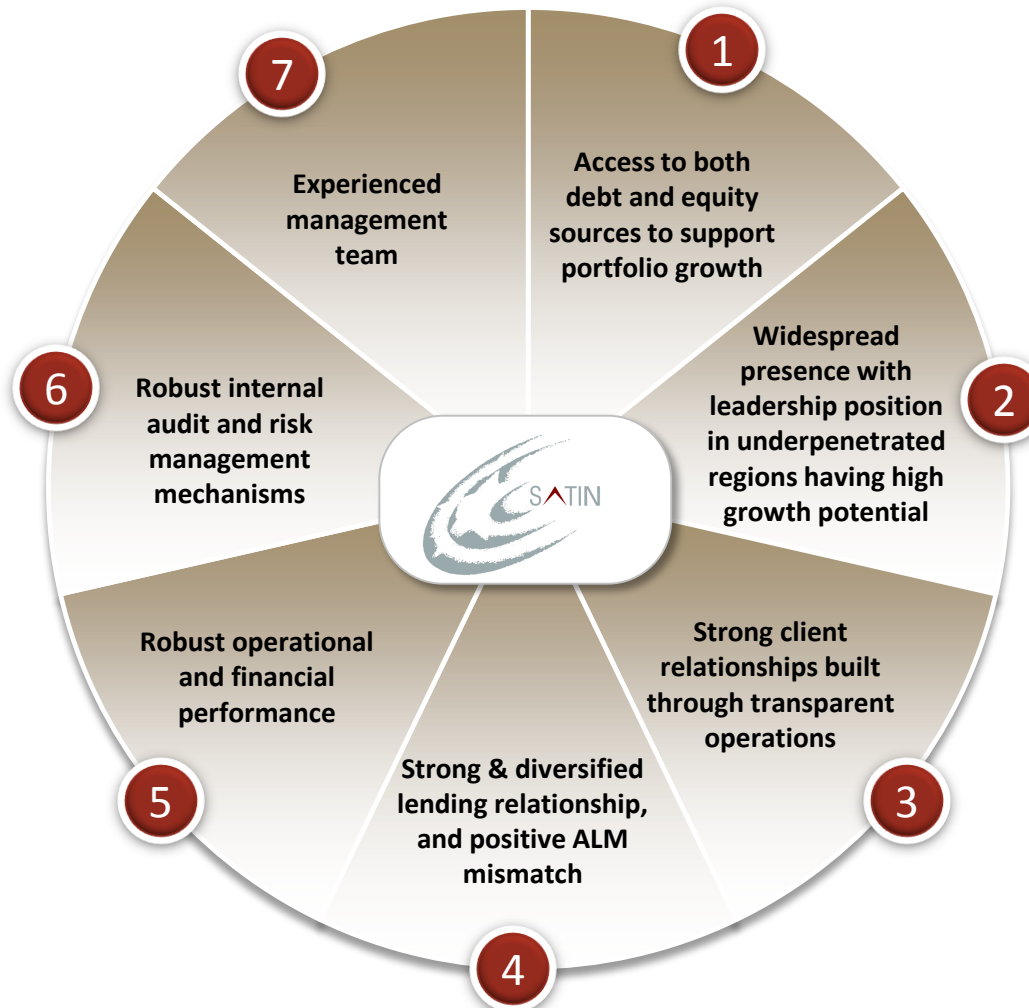 1
Access to both
debt and equity
sources to support
portfolio growth
2
Widespread
presence with
leadership position
in underpenetrated
regions having high
growth potential
3
Strong client
relationships built
through transparent
operations
4
Strong & diversified
lending relationship,
and positive ALM
mismatch
5
Robust operational
and financial
performance
6
Robust internal
audit and risk
management
mechanisms
7
Experienced
management
team
SATIN